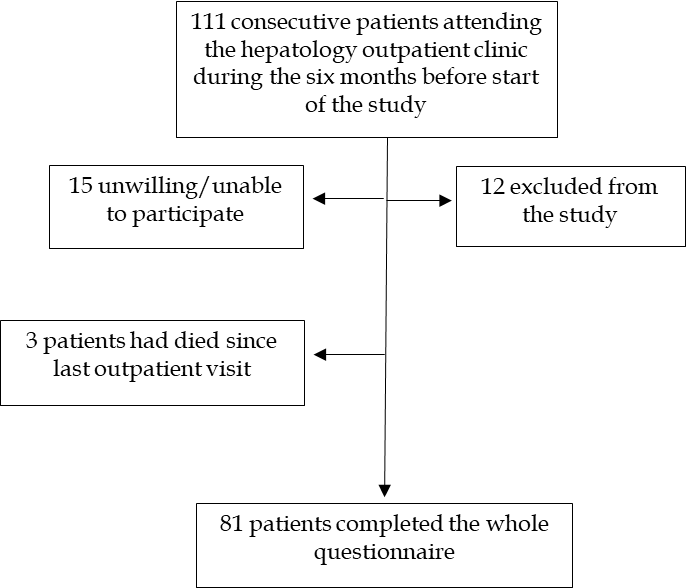 111 consecutive patients attending
the hepatology outpatient clinic
during the six months before start
of the study
15 unwilling/unable
to participate
12 excluded from
the study
3 patients had died since
last outpatient visit
81 patients completed the whole
questionnaire